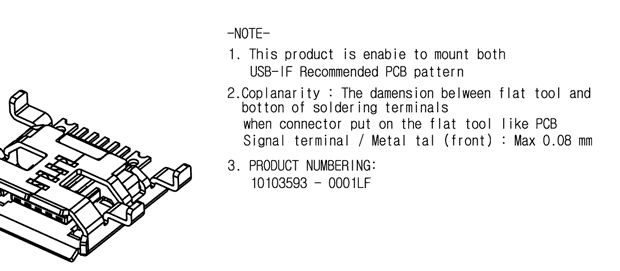 -NOTE-
1. This product is enabie to mount both
USB-IF Recommended PCB pattern
2.Coplanarity : The damension belween flat tool and
botton of soldering terminals
when connector put on the flat tool like PCB
Signal terminal / Metal tal (front) : Max 0.08 mm
3. PRODUCT NUMBERING:
10103593 - 0001LF